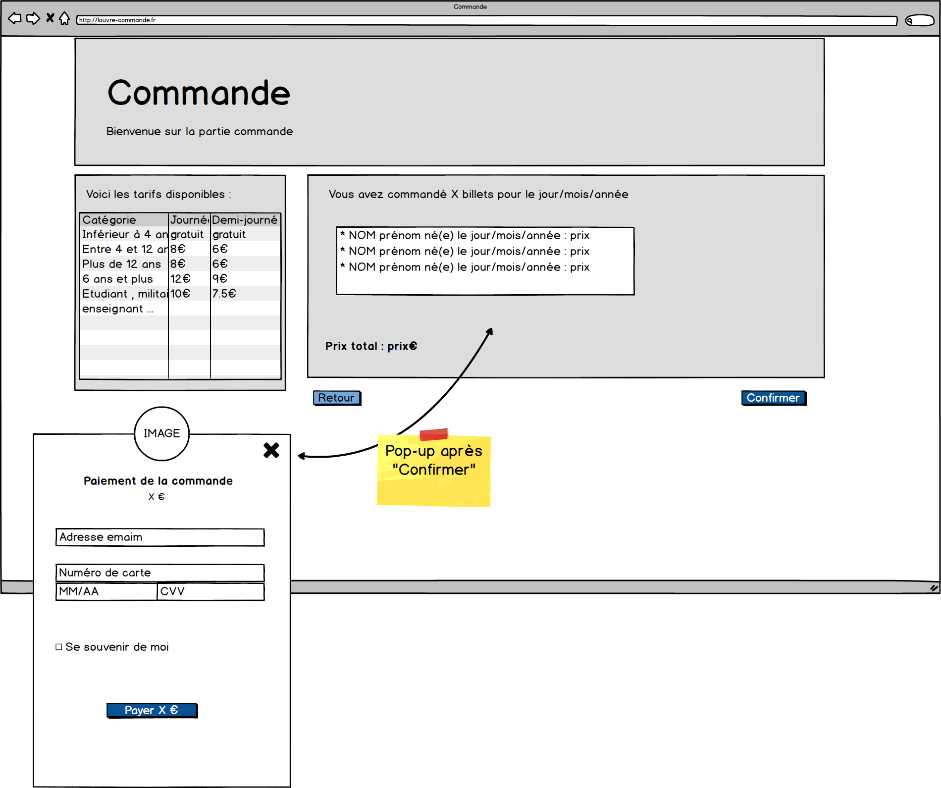 Commande
http://louvre-commande.fr
Commande
Bienvenue sur la partie commande
Voici les tarifs disponibles :
Catégorie Journé Demi-journé
Inférieur à 4 an gratuit gratuit
Entre 4 et 12 an 8€ 6€
Plus de 12 ans 8€ 6€
6 ans et plus 12€ 9€
Etudiant , militai 10€ 7.5€
enseignant ...
Vous avez commandé X billets pour le jour/mois/année
* NOM prénom né(e) le jour/mois/année : prix
* NOM prénom né(e) le jour/mois/année : prix
* NOM prénom né(e) le jour/mois/année : prix
Prix total : prix€
Retour
Confirmer
Pop-up après
"Confirmer"
IMAGE
Paiement de la commande
X €
Adresse emaim
Numéro de carte
MM/AA CVV
Se souvenir de moi
Payer X €